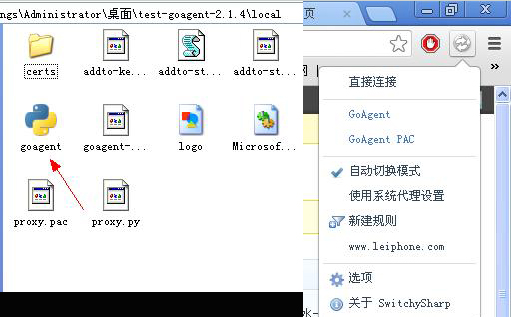 ngs\Administrator\桌面\test-goagent-2.1.4\local
certs
addto-ke...
addto-st...
addto-st...
goagent
goagent-...
logo
Microsof...
proxy.pac
proxy.py
页
直接连接
GoAgent
GoAgent PAC
自动切换模式
使用系统代理设置
新建规则
www.leiphone.com
选项
关于 SwitchySharp